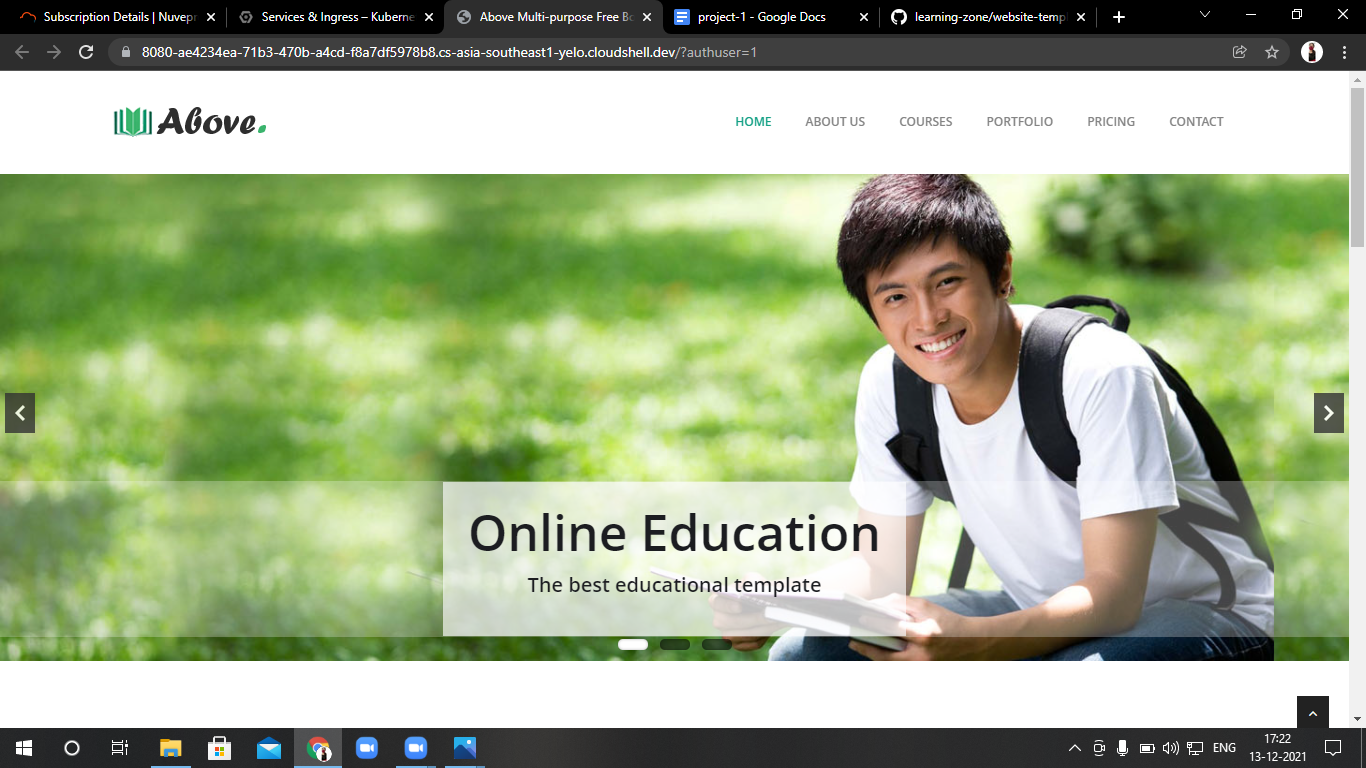 Subscription Details | Nuvepr
Services & Ingress – Kuberne
Above Multi-purpose Free Bo
project-1 - Google Docs
learning-zone/website-templ
8080-ae4234ea-71b3-470b-a4cd-f8a7df5978b8.cs-asia-southeast1-yelo.cloudshell.dev/?authuser=1
Above.
HOME
ABOUT US
COURSES
PORTFOLIO
PRICING
CONTACT
Online Education
The best educational template
ENG
17:22
13-12-2021